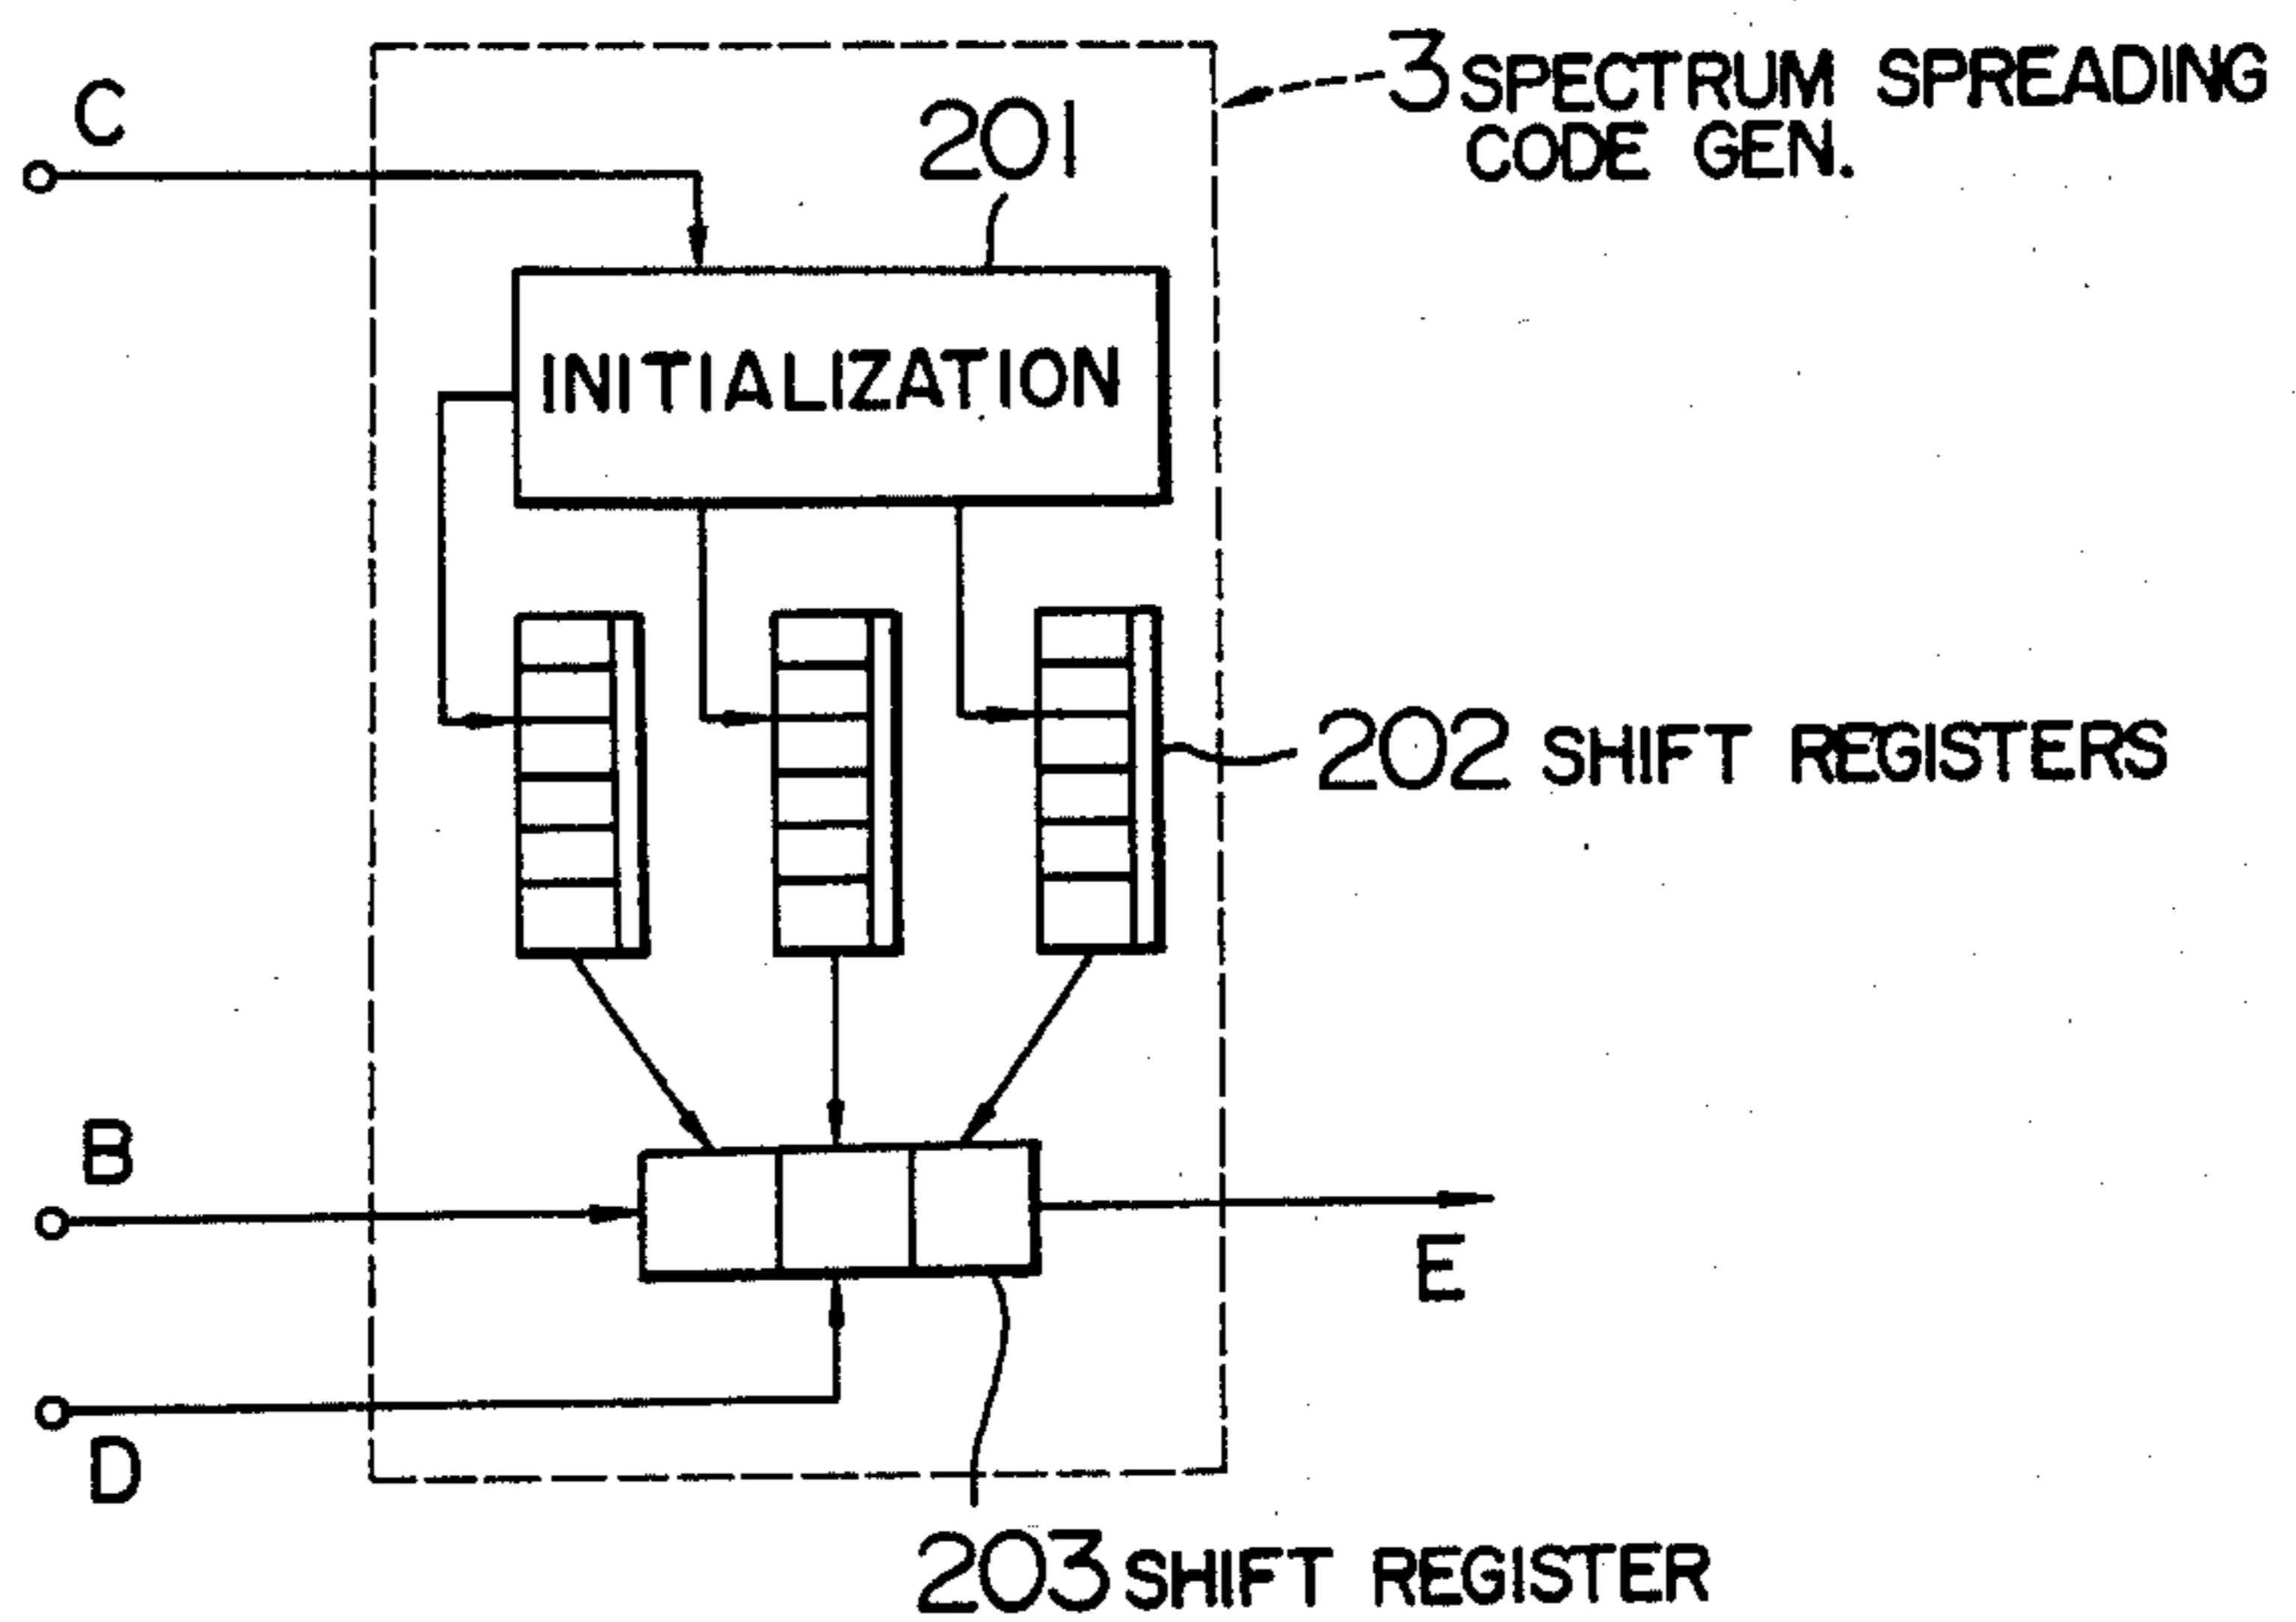 C
201
3 SPECTRUM SPREADING
CODE GEN.
INITIALIZATION
202 SHIFT REGISTERS
B
E
D
203 SHIFT REGISTER